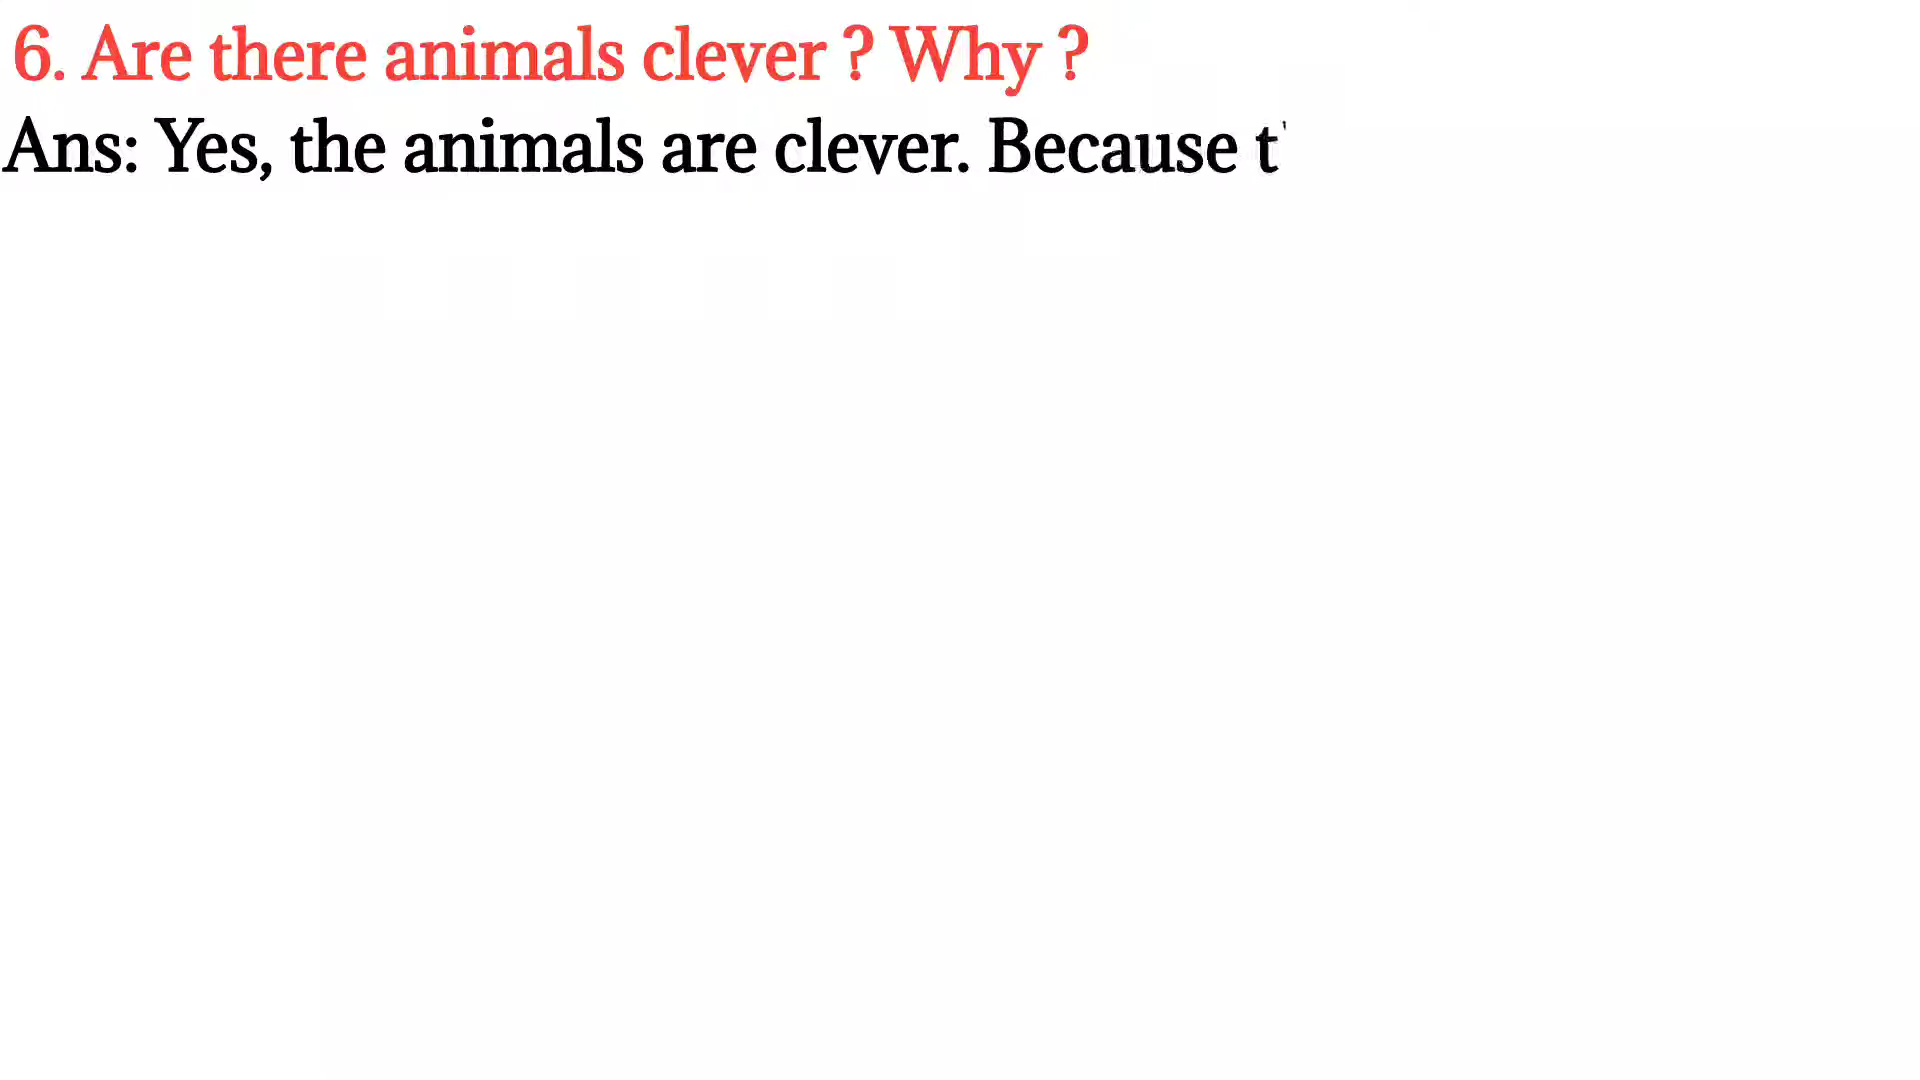 6. Are there animals clever ? Why ?
Ans: Yes, the animals are clever. Because t